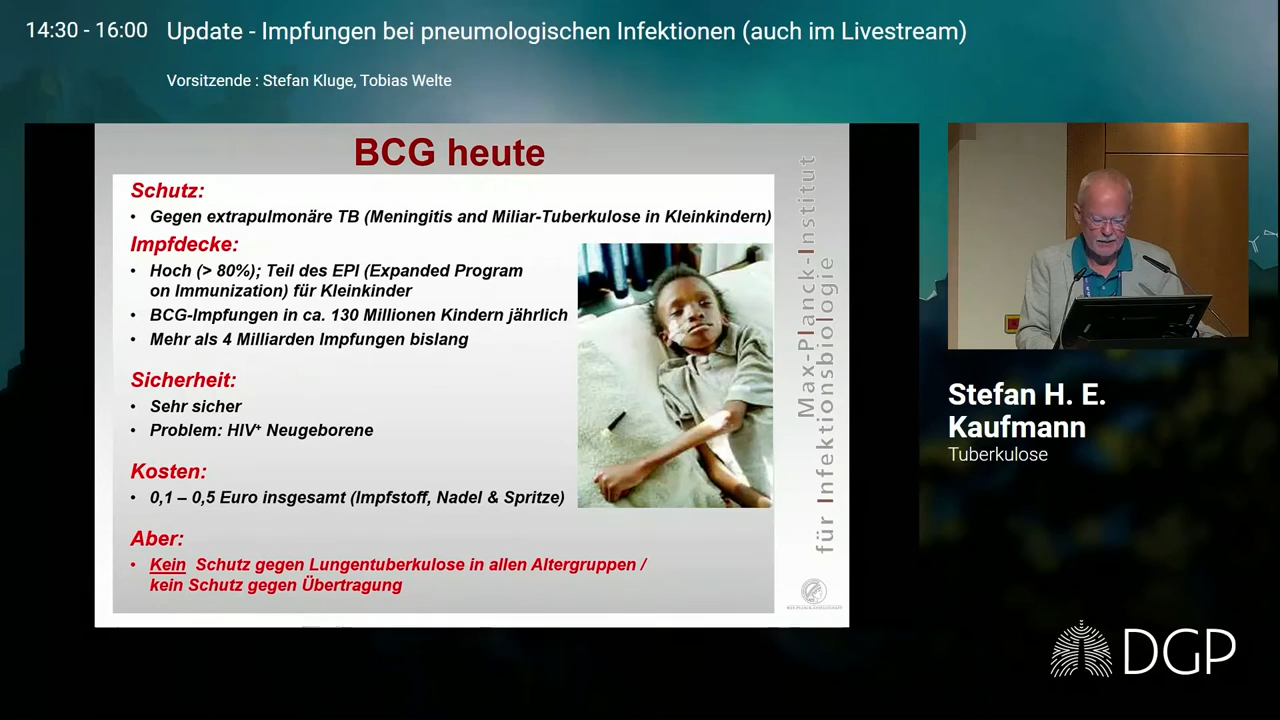 14:30 - 16:00 Update - Impfungen bei pneumologischen Infektionen (auch im Livestream)
Vorsitzende : Stefan Kluge, Tobias Welte
BCG heute
Schutz:
• Gegen extrapulmonäre TB (Meningitis and Miliar-Tuberkulose in Kleinkindern)
Impfdecke:
• Hoch (> 80%); Teil des EPI (Expanded Program
on Immunization) für Kleinkinder
• BCG-Impfungen in ca. 130 Millionen Kindern jährlich
• Mehr als 4 Milliarden Impfungen bislang
Sicherheit:
• Sehr sicher
• Problem: HIV⁺ Neugeborene
Kosten:
• 0,1 – 0,5 Euro insgesamt (Impfstoff, Nadel & Spritze)
Aber:
• Kein Schutz gegen Lungentuberkulose in allen Altergruppen /
kein Schutz gegen Übertragung
Max-Planck-Institut
für Infektionsbiologie
MAX-PLANCK-GESELLSCHAFT
Stefan H. E.
Kaufmann
Tuberkulose
DGP